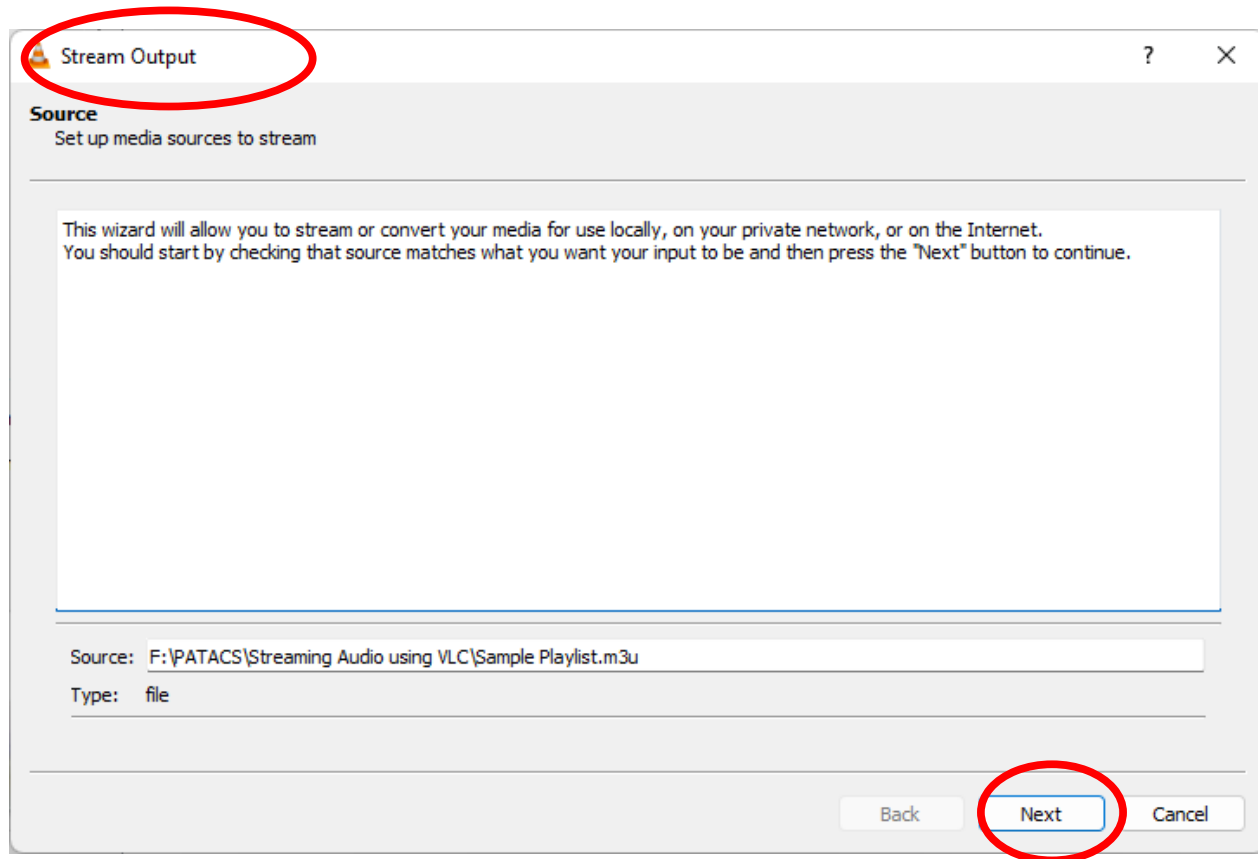 Stream Output
?
Source
Set up media sources to stream
This wizard will allow you to stream or convert your media for use locally, on your private network, or on the Internet.
You should start by checking that source matches what you want your input to be and then press the "Next" button to continue.
Source: F:\PATACS\Streaming Audio using VLC\Sample Playlist.m3u
Type: file
Back Next Cancel